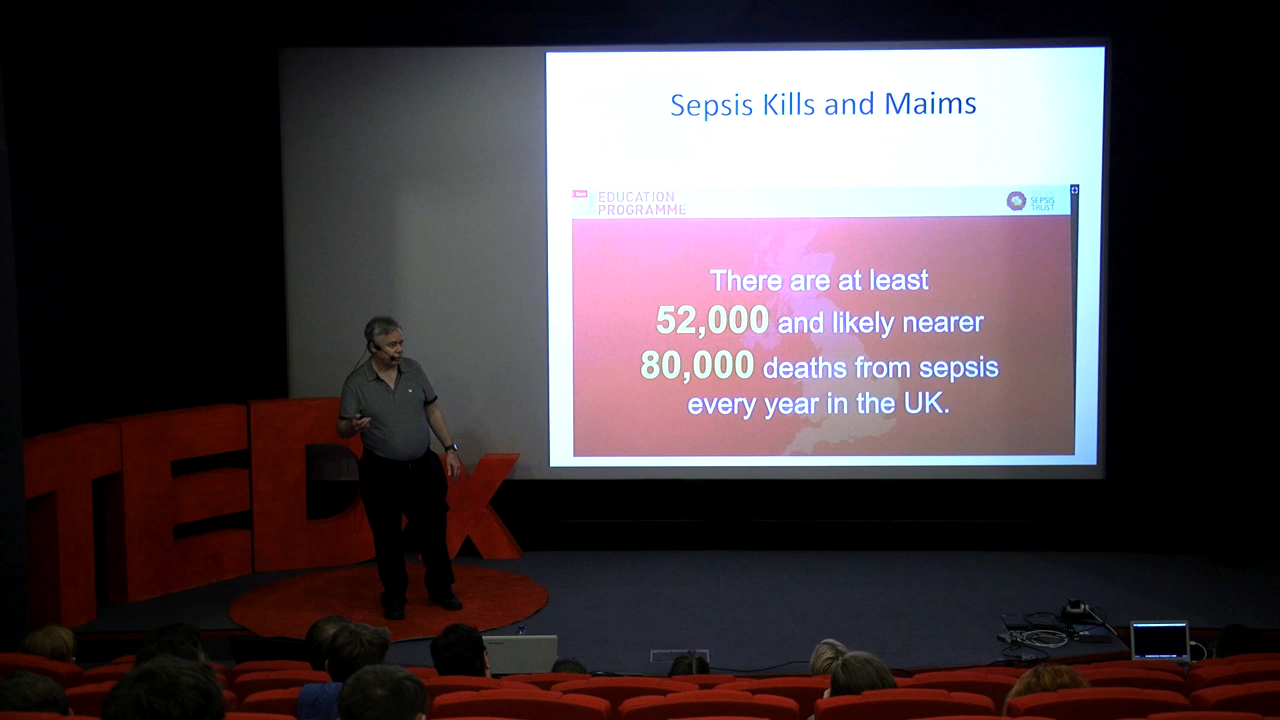 Sepsis Kills and Maims
EDUCATION
PROGRAMME
SEPSIS
TRUST
There are at least
52,000 and likely nearer
80,000 deaths from sepsis
every year in the UK.
TEDx